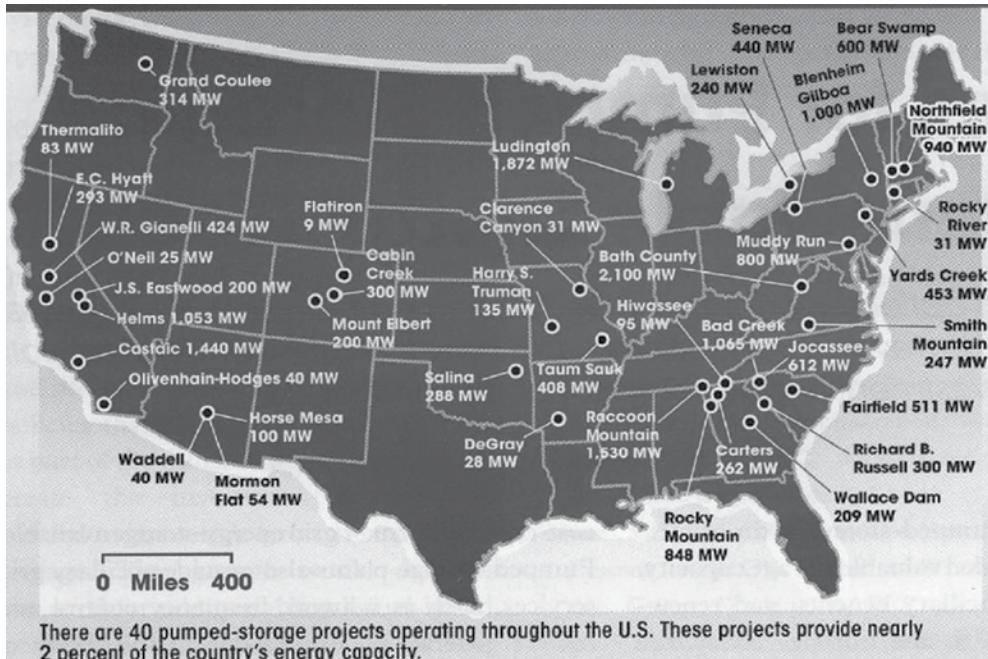 Seneca
440 MW
Bear Swamp
600 MW
Lewiston
240 MW
Blenheim
Gilboa
1,000 MW
Northfield
Mountain
940 MW
Grand Coulee
314 MW
Thermalito
83 MW
Ludington
1,872 MW
E.C. Hyatt
293 MW
Flatiron
9 MW
Clarence
Canyon 31 MW
Rocky
River
31 MW
W.R. Gianelli 424 MW
O'Neil 25 MW
Cabin
Creek
300 MW
Muddy Run
800 MW
Bath County
2,100 MW
Yards Creek
453 MW
J.S. Eastwood 200 MW
Helms 1,053 MW
Harry S.
Truman
135 MW
Hiwassee
95 MW
Mount Elbert
200 MW
Bad Creek
1,065 MW
Smith
Mountain
247 MW
Castaic 1,440 MW
Jocassee
612 MW
Olivenhain-Hodges 40 MW
Salina
288 MW
Taum Sauk
408 MW
Fairfield 511 MW
Horse Mesa
100 MW
DeGray
28 MW
Raccoon
Mountain
1,530 MW
Carters
262 MW
Richard B.
Russell 300 MW
Waddell
40 MW
Mormon
Flat 54 MW
Wallace Dam
209 MW
Rocky
Mountain
848 MW
0 Miles 400
There are 40 pumped-storage projects operating throughout the U.S. These projects provide nearly
2 percent of the country's energy capacity.